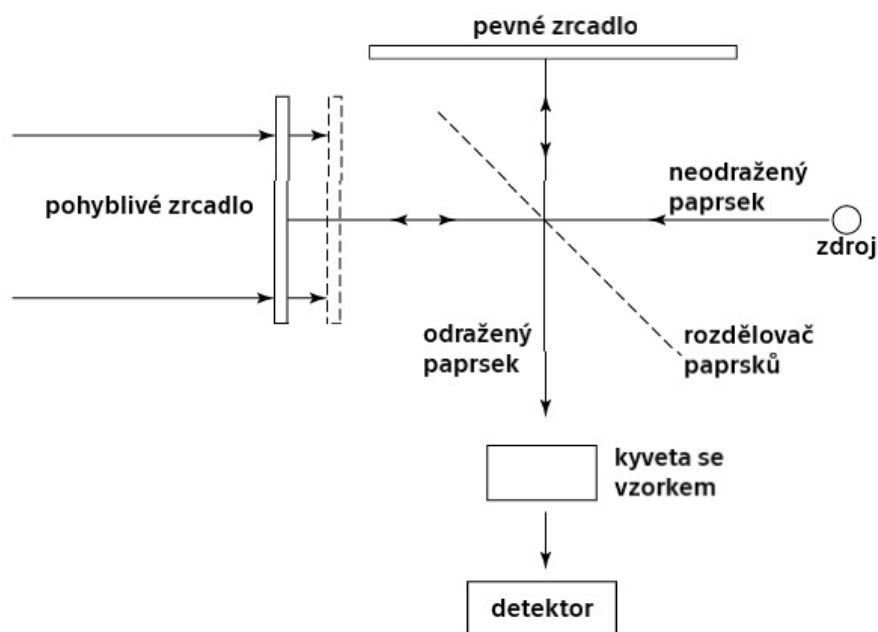 pevné zrcadlo
neodražený
paprsek
pohyblivé zrcadlo
zdroj
odražený
paprsek
rozdělovač
paprsků
kyveta se
vzorkem
detektor